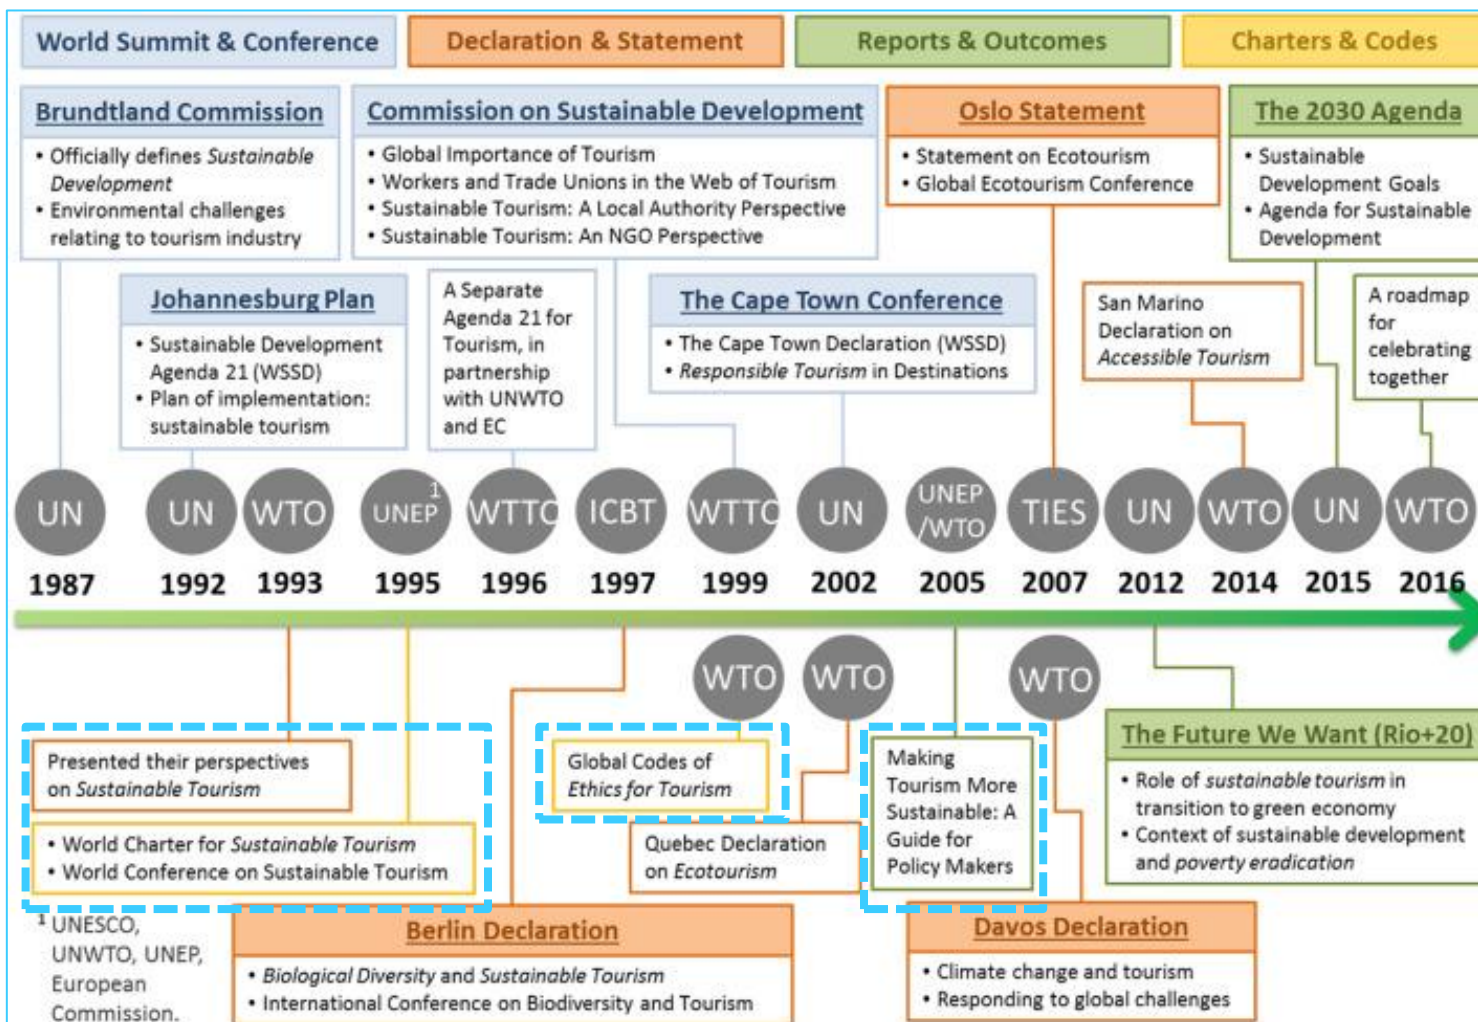 World Summit & Conference
Declaration & Statement
Reports & Outcomes
Charters & Codes
Brundtland Commission
• Officially defines Sustainable
Development
• Environmental challenges
relating to tourism industry
Commission on Sustainable Development
• Global Importance of Tourism
• Workers and Trade Unions in the Web of Tourism
• Sustainable Tourism: A Local Authority Perspective
• Sustainable Tourism: An NGO Perspective
Oslo Statement
• Statement on Ecotourism
• Global Ecotourism Conference
The 2030 Agenda
• Sustainable
Development Goals
• Agenda for Sustainable
Development
Johannesburg Plan
• Sustainable Development
Agenda 21 (WSSD)
• Plan of implementation:
sustainable tourism
A Separate
Agenda 21 for
Tourism, in
partnership
with UNWTO
and EC
The Cape Town Conference
• The Cape Town Declaration (WSSD)
• Responsible Tourism in Destinations
San Marino
Declaration on
Accessible Tourism
A roadmap
for
celebrating
together
UN
UN
WTO
UNEP 1
WTTC
ICBT
WTTC
UN
UNEP
/WTO
TIES
UN
WTO
UN
WTO
1987
1992
1993
1995
1996
1997
1999
2002
2005
2007
2012
2014
2015
2016
WTO
WTO
WTO
Presented their perspectives
on Sustainable Tourism
• World Charter for Sustainable Tourism
• World Conference on Sustainable Tourism
Global Codes of
Ethics for Tourism
Quebec Declaration
on Ecotourism
Making
Tourism More
Sustainable: A
Guide for
Policy Makers
The Future We Want (Rio+20)
• Role of sustainable tourism in
transition to green economy
• Context of sustainable development
and poverty eradication
1 UNESCO,
UNWTO, UNEP,
European
Commission.
Berlin Declaration
• Biological Diversity and Sustainable Tourism
• International Conference on Biodiversity and Tourism
Davos Declaration
• Climate change and tourism
• Responding to global challenges